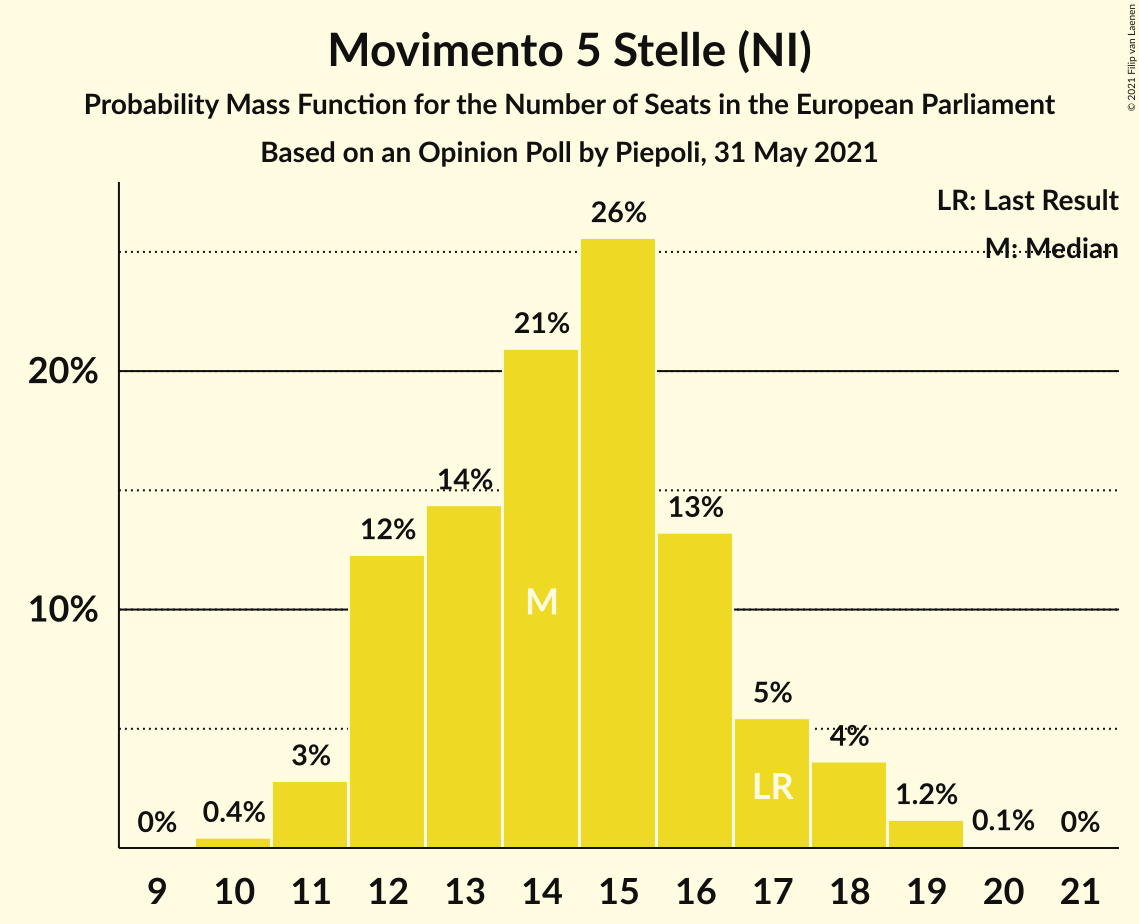 Movimento 5 Stelle (NI)
Probability Mass Function for the Number of Seats in the European Parliament
Based on an Opinion Poll by Piepoli, 31 May 2021
© 2021 Filip van Laenen
LR: Last Result
M: Median
20%
10%
0%
0.4%
3%
12%
14%
21%
26%
13%
5%
4%
1.2%
0.1%
0%
M
LR
9 10 11 12 13 14 15 16 17 18 19 20 21